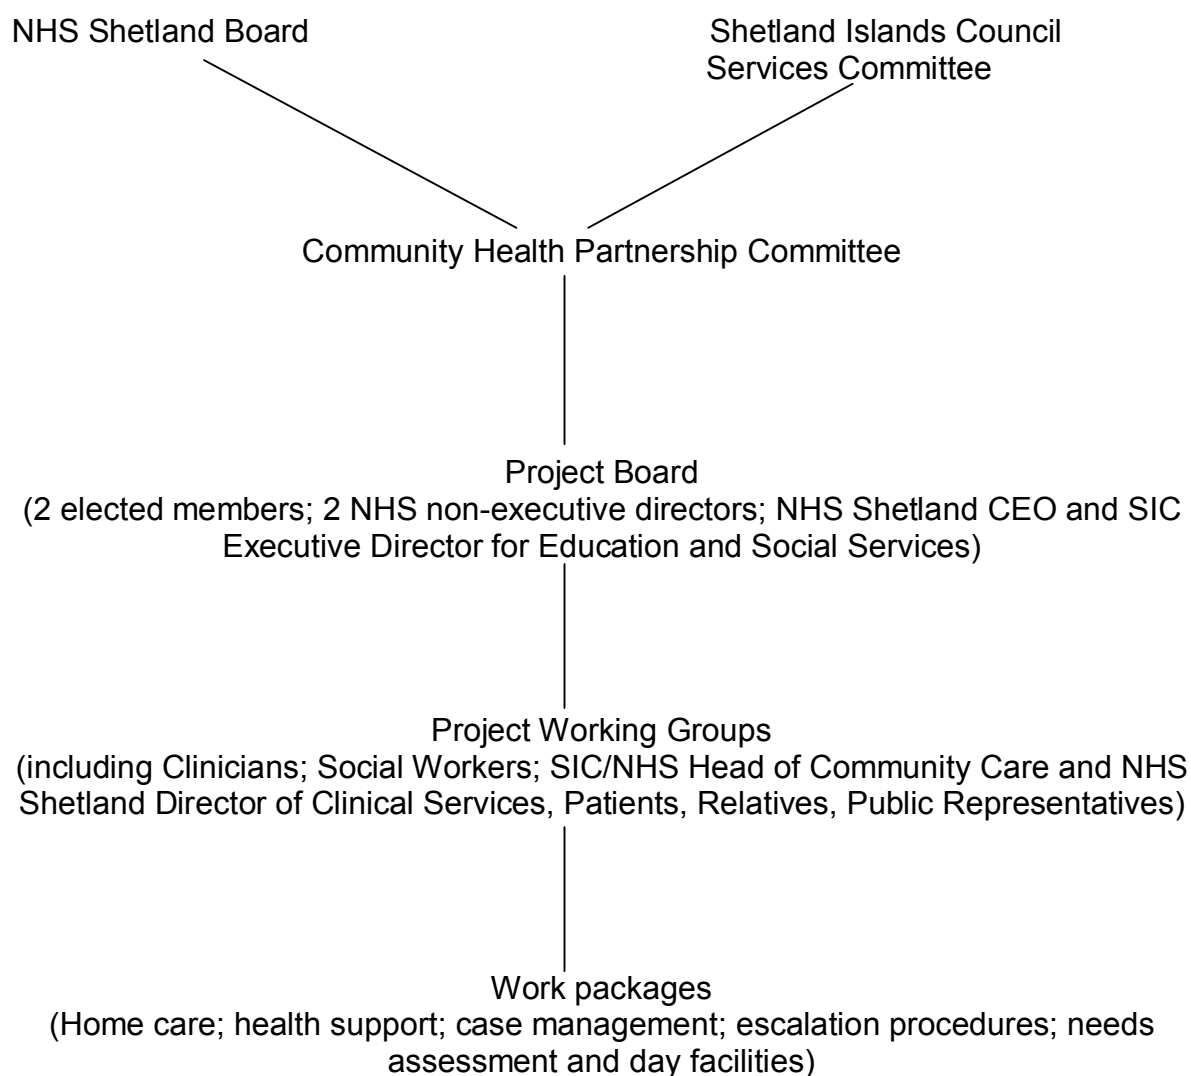 NHS Shetland Board
Shetland Islands Council
Services Committee
Community Health Partnership Committee
Project Board
(2 elected members; 2 NHS non-executive directors; NHS Shetland CEO and SIC
Executive Director for Education and Social Services)
Project Working Groups
(including Clinicians; Social Workers; SIC/NHS Head of Community Care and NHS
Shetland Director of Clinical Services, Patients, Relatives, Public Representatives)
Work packages
(Home care; health support; case management; escalation procedures; needs
assessment and day facilities)